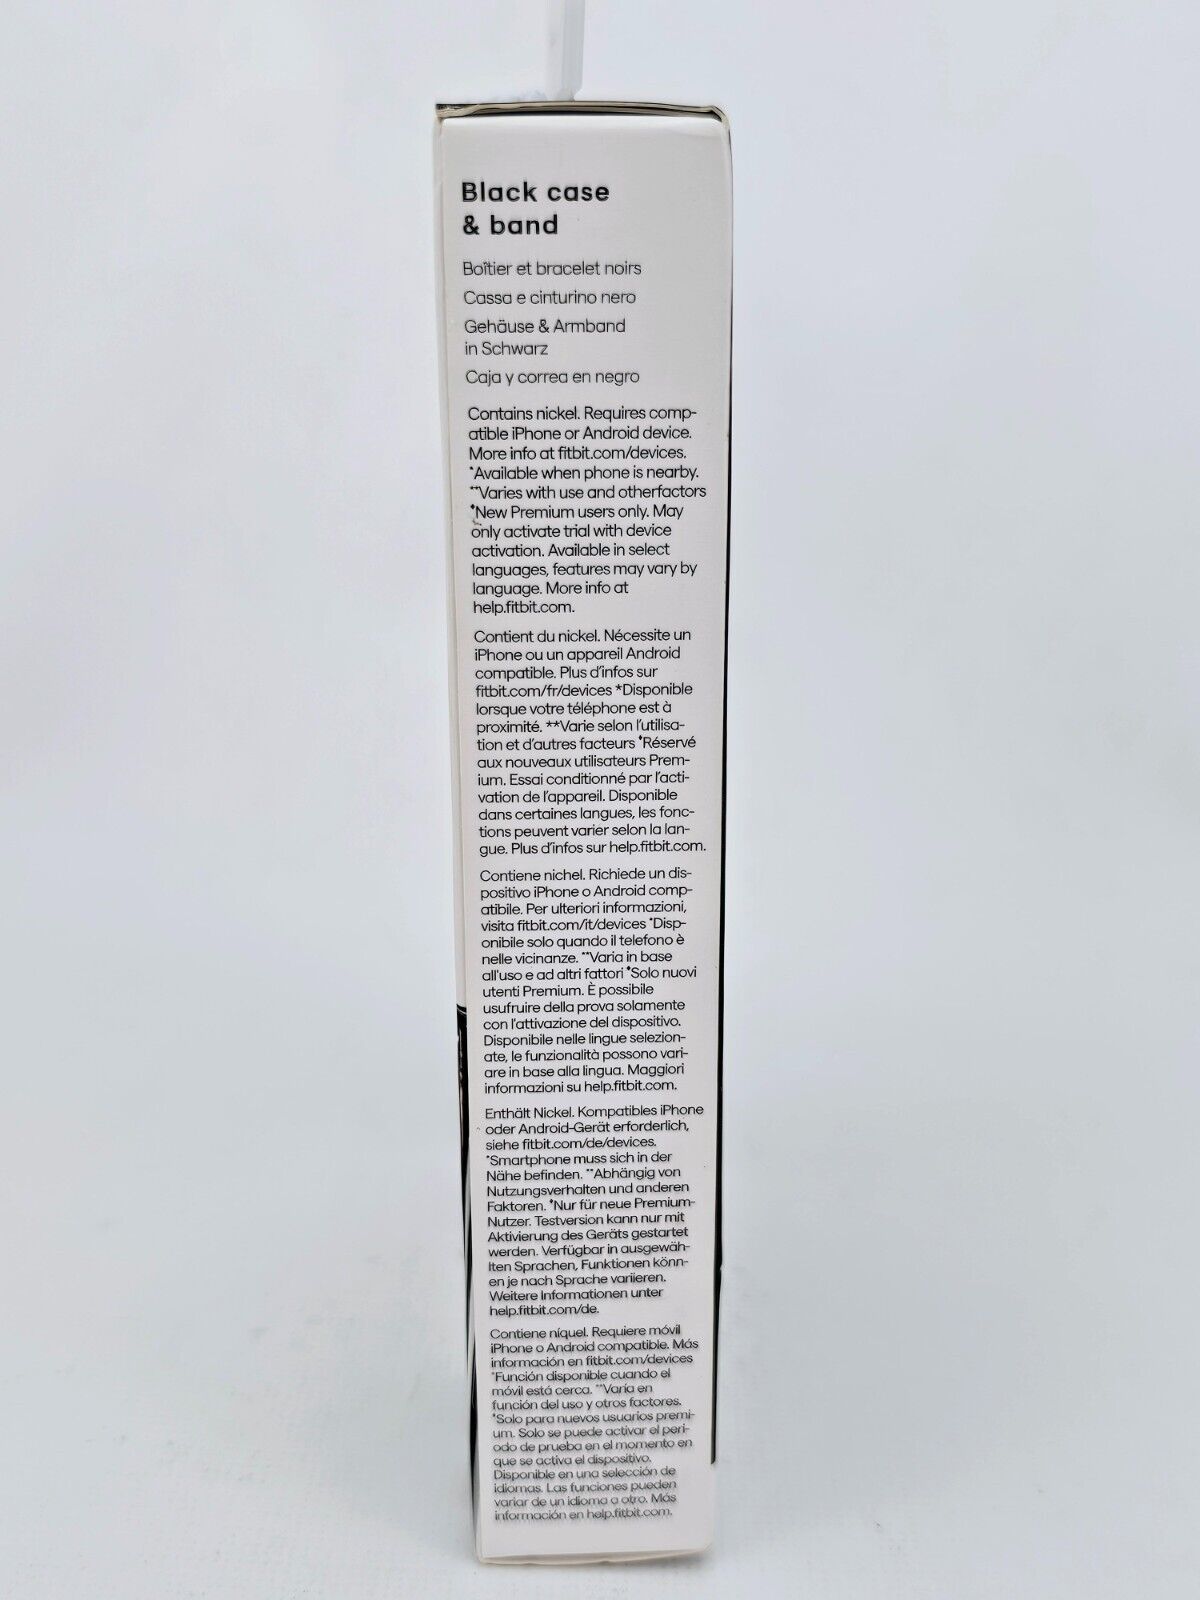 Black case
& band
Boîtier et bracelet noirs
Cassa e cinturino nero
Gehäuse & Armband
in Schwarz
Caja y correa en negro
Contains nickel. Requires comp-
atible iPhone or Android device.
More info at fitbit.com/devices.
*Available when phone is nearby.
**Varies with use and otherfactors
♦New Premium users only. May
only activate trial with device
activation. Available in select
languages, features may vary by
language. More info at
help.fitbit.com.
Contient du nickel. Nécessite un
iPhone ou un appareil Android
compatible. Plus d'infos sur
fitbit.com/fr/devices *Disponible
lorsque votre téléphone est à
proximité. **Varie selon l'utilisa-
tion et d'autres facteurs ♦Réservé
aux nouveaux utilisateurs Prem-
ium. Essai conditionné par l'acti-
vation de l'appareil. Disponible
dans certaines langues, les fonc-
tions peuvent varier selon la lan-
gue. Plus d'infos sur help.fitbit.com.
Contiene nichel. Richiede un dis-
positivo iPhone o Android comp-
atibile. Per ulteriori informazioni,
visita fitbit.com/it/devices *Disp-
onibile solo quando il telefono è
nelle vicinanze. **Varia in base
all'uso e ad altri fattori ♦Solo nuovi
utenti Premium. È possibile
usufruire della prova solamente
con l'attivazione del dispositivo.
Disponibile nelle lingue selezion-
ate, le funzionalità possono vari-
are in base alla lingua. Maggiori
informazioni su help.fitbit.com.
Enthält Nickel. Kompatibles iPhone
oder Android-Gerät erforderlich,
siehe fitbit.com/de/devices.
*Smartphone muss sich in der
Nähe befinden. **Abhängig von
Nutzungsverhalten und anderen
Faktoren. ♦Nur für neue Premium-
Nutzer. Testversion kann nur mit
Aktivierung des Geräts gestartet
werden. Verfügbar in ausgewäh-
lten Sprachen, Funktionen könn-
en je nach Sprache variieren.
Weitere Informationen unter
help.fitbit.com/de.
Contiene níquel. Requiere móvil
iPhone o Android compatible. Más
información en fitbit.com/devices
*Función disponible cuando el
móvil está cerca. **Varía en
función del uso y otros factores.
♦Solo para nuevos usuarios premi-
um. Solo se puede activar el perí-
odo de prueba en el momento en
que se activa el dispositivo.
Disponible en una selección de
idiomas. Las funciones pueden
variar de un idioma a otro. Más
información en help.fitbit.com.